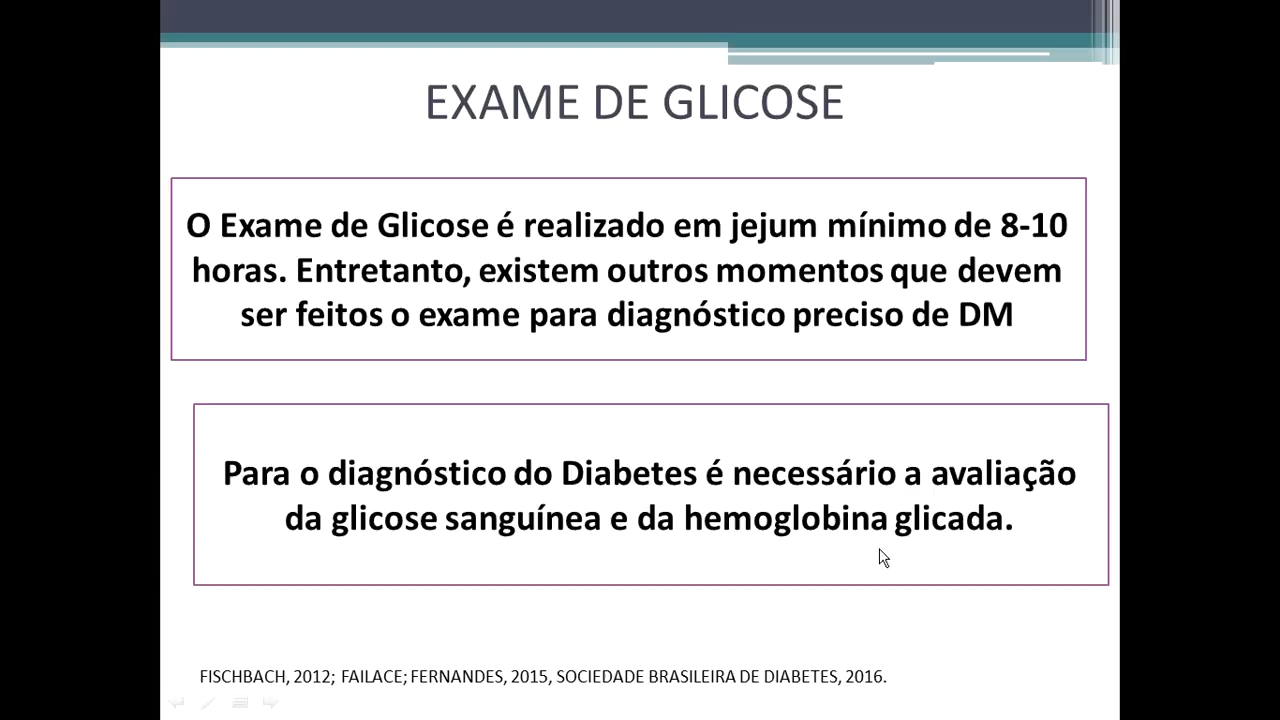 EXAME DE GLICOSE
O Exame de Glicose é realizado em jejum mínimo de 8-10
horas. Entretanto, existem outros momentos que devem
ser feitos o exame para diagnóstico preciso de DM
Para o diagnóstico do Diabetes é necessário a avaliação
da glicose sanguínea e da hemoglobina glicada.
FISCHBACH, 2012; FAILACE; FERNANDES, 2015, SOCIEDADE BRASILEIRA DE DIABETES, 2016.